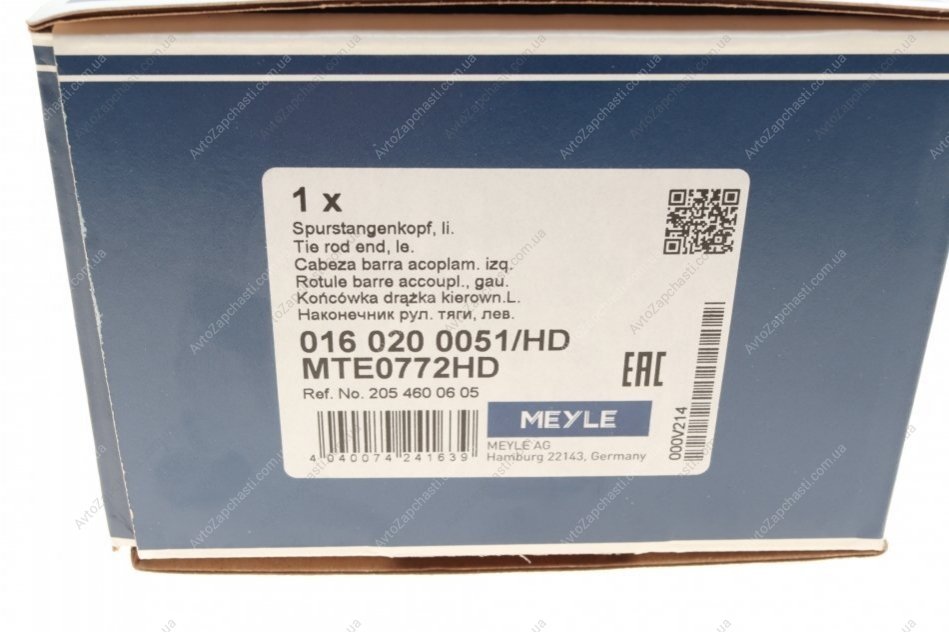 1 x
Spurstangenkopf, li.
Tie rod end, le.
Cabeza barra acoplam. izq.
Rotule barre accoupl., gau.
Końcówka drążka kierown.L.
Наконечник рул. тяги, лев.
016 020 0051/HD
MTE0772HD
Ref. No. 205 460 06 05
EAC
MEYLE
MEYLE AG
Hamburg 22143, Germany
4 040074 241639
000V214
AvtoZapchasti.com.ua